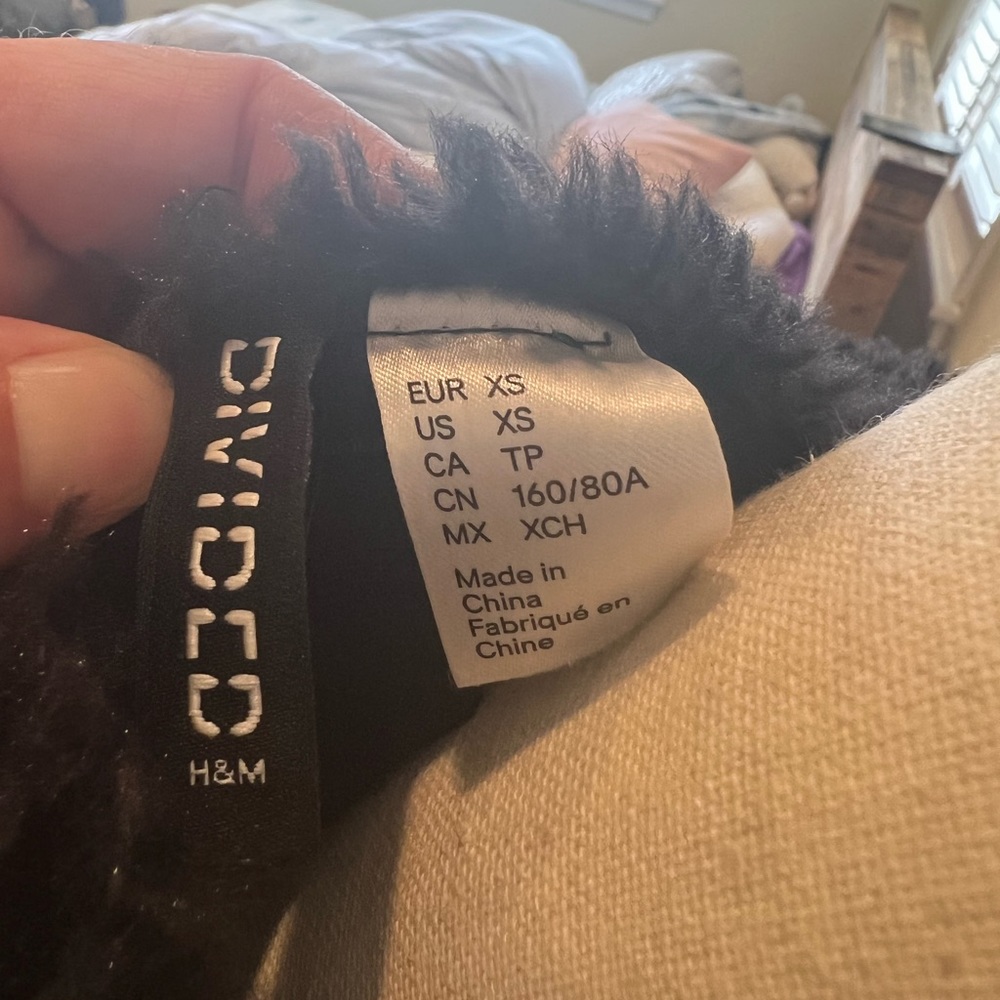 DIVIDED
H&M
EUR XS
US XS
CA TP
CN 160/80A
MX XCH
Made in
China
Fabriqué en
Chine